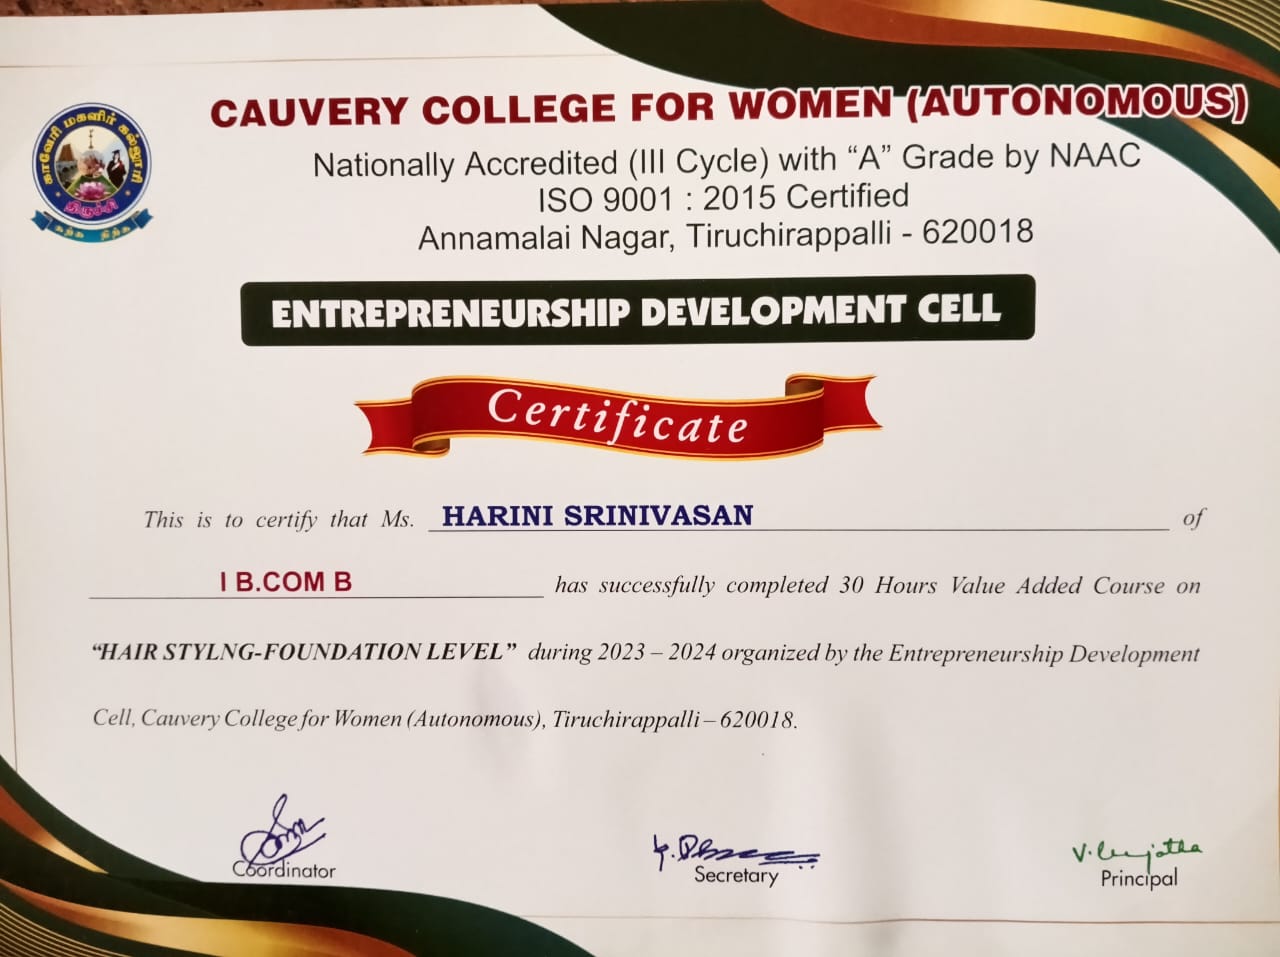 காவேரி மகளிர் கல்லூரி
திருச்சி
கற்க நிற்க
CAUVERY COLLEGE FOR WOMEN (AUTONOMOUS)
Nationally Accredited (III Cycle) with “A” Grade by NAAC
ISO 9001 : 2015 Certified
Annamalai Nagar, Tiruchirappalli - 620018
ENTREPRENEURSHIP DEVELOPMENT CELL
Certificate
This is to certify that Ms. HARINI SRINIVASAN of
I B.COM B has successfully completed 30 Hours Value Added Course on
“HAIR STYLNG-FOUNDATION LEVEL” during 2023 – 2024 organized by the Entrepreneurship Development
Cell, Cauvery College for Women (Autonomous), Tiruchirappalli – 620018.
Coordinator
Secretary
Principal